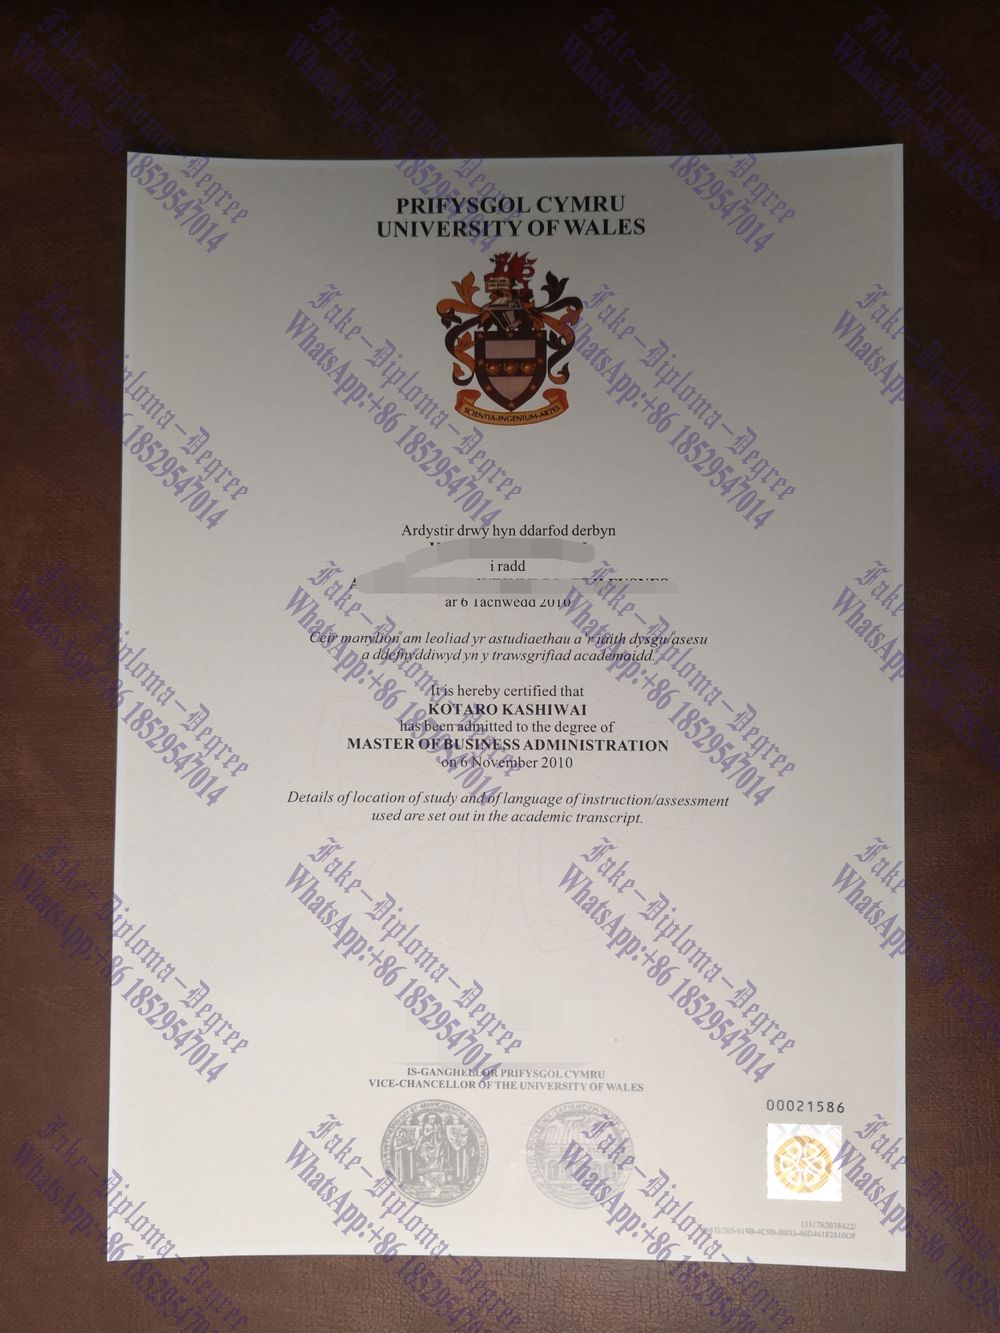 PRIFYSGOL CYMRU
UNIVERSITY OF WALES
SCIENTIA·INGENIUM·ARTES
Ardystir drwy hyn ddarfod derbyn
i radd
ar 6 Tachwedd 2010
Ceir manylion am leoliad yr astudiaethau a'r iaith dysgu/asesu
a ddefnyddiwyd yn y trawsgrifiad academaidd.
It is hereby certified that
KOTARO KASHIWAI
has been admitted to the degree of
MASTER OF BUSINESS ADMINISTRATION
on 6 November 2010
Details of location of study and of language of instruction/assessment
used are set out in the academic transcript.
IS-GANGHELLOR PRIFYSGOL CYMRU
VICE-CHANCELLOR OF THE UNIVERSITY OF WALES
00021586
Fake-Diploma-Degree
WhatsApp:+86 18529547014